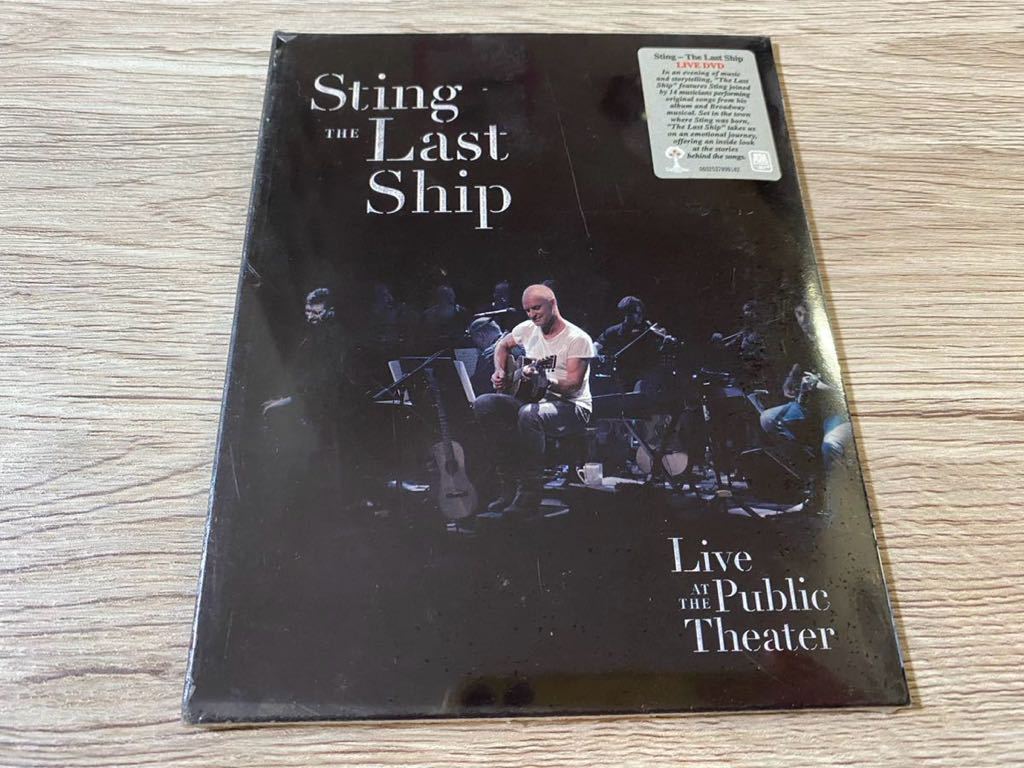 Sting
THE Last
Ship
Sting – The Last Ship
LIVE DVD
In an evening of music
and storytelling, "The Last
Ship" features Sting joined
by 14 musicians performing
original songs from his
album and Broadway
musical. Set in the town
where Sting was born,
"The Last Ship" takes us
on an emotional journey,
offering an inside look
at the stories
behind the songs.
Live
AT THE Public
Theater